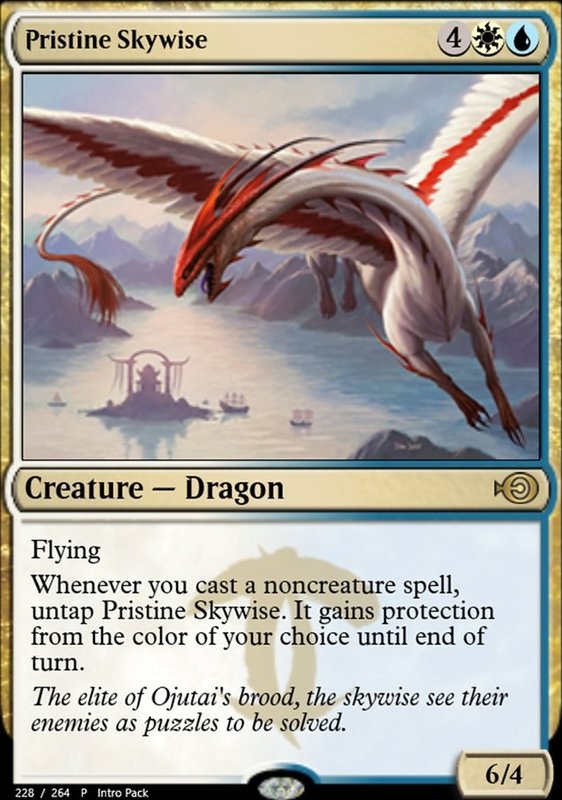 Pristine Skywise 4
Creature — Dragon
Flying
Whenever you cast a noncreature spell,
untap Pristine Skywise. It gains protection
from the color of your choice until end of
turn.
The elite of Ojutai's brood, the skywise see their
enemies as puzzles to be solved.
6/4
228 / 264 P Intro Pack